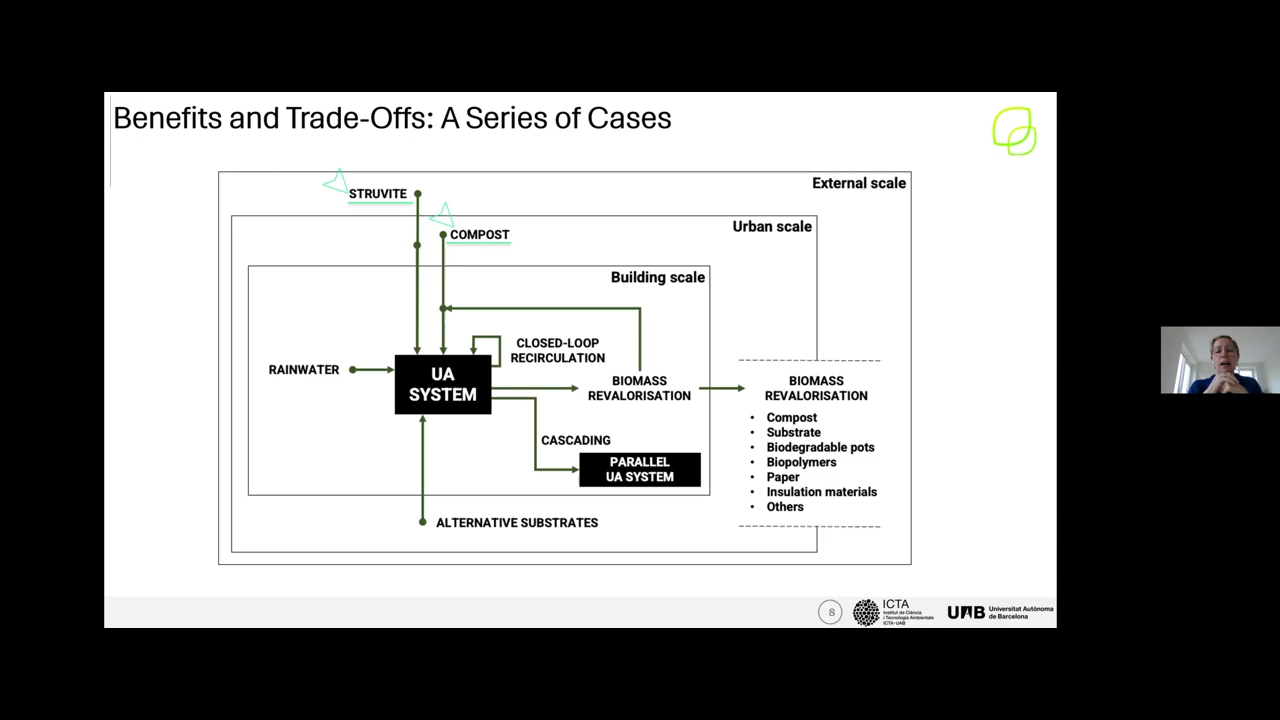 Benefits and Trade-Offs: A Series of Cases
External scale
STRUVITE
Urban scale
COMPOST
Building scale
CLOSED-LOOP
RECIRCULATION
RAINWATER
UA
SYSTEM
BIOMASS
REVALORISATION
BIOMASS
REVALORISATION
• Compost
• Substrate
• Biodegradable pots
• Biopolymers
• Paper
• Insulation materials
• Others
CASCADING
PARALLEL
UA SYSTEM
ALTERNATIVE SUBSTRATES
8
ICTA
Institut de Ciència
i Tecnologia Ambientals
ICTA-UAB
UAB
Universitat Autònoma
de Barcelona